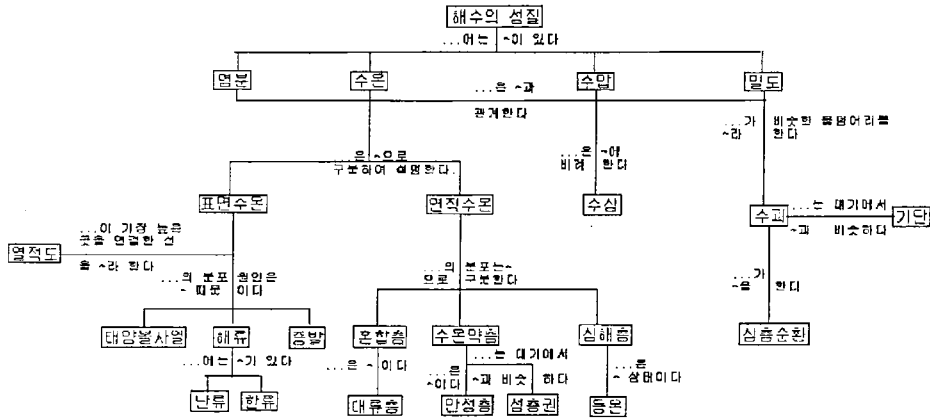 해수의 성질
...에는 ~이 있다
염분
수온
수압
밀도
...은 ~과
관계한다
...가 비슷한 물덩어리를
~라 한다
...은 ~으로
구분하여 설명한다.
...은 ~에
비례 한다
표면수온
연직수온
수심
수괴
...는 대기에서
~과 비슷하다
기단
...이 가장 높은
곳을 연결한 선
을 ~라 한다
열적도
...의 분포 원인은
~ 때문 이다
...의 분포는~
으로 구분한다
...가
~을 한다
태양복사열
해류
증발
혼합층
수온약층
심해층
심층순환
...에는 ~가 있다
...은 ~ 이다
...은
~이다
...는 대기에서
~과 비슷 하다
...론
~ 상태이다
난류
한류
대류층
안성층
성층권
등온